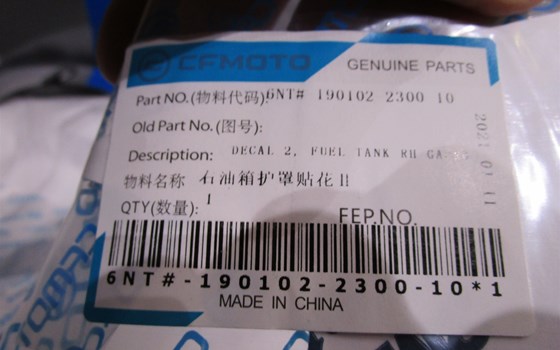 CFMOTO GENUINE PARTS
Part NO.(物料代码):6NT# 190102 2300 10
Old Part No.(图号):
Description: DECAL 2, FUEL TANK RH
物料名称 右油箱护罩贴花II
QTY(数量): 1
FEP.NO.
6NT#-190102-2300-10*1
MADE IN CHINA